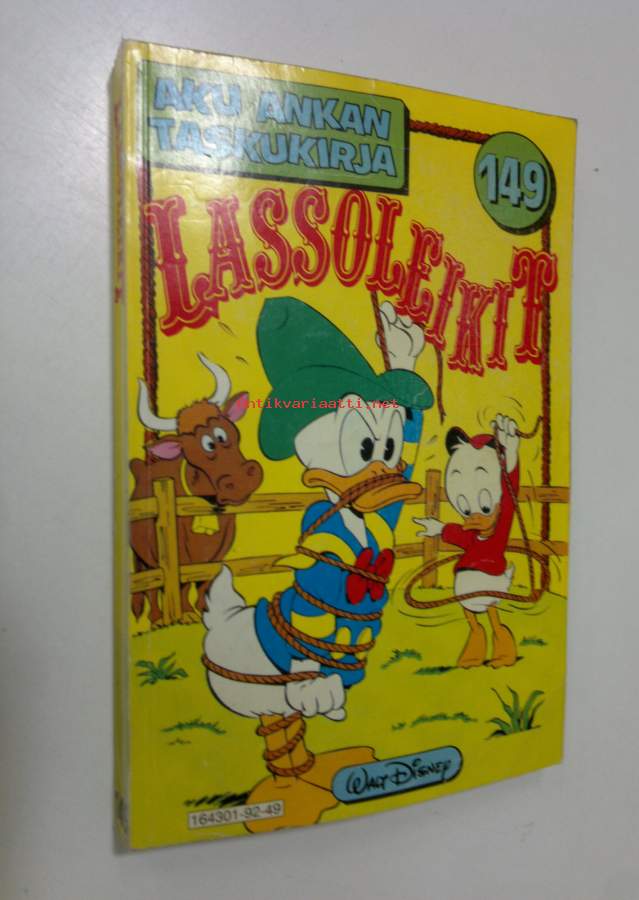 AKU ANKAN
TASKUKIRJA
149
LASSOLEIKIT
antikvariaatti.net
WALT DISNEY
164301-92-49